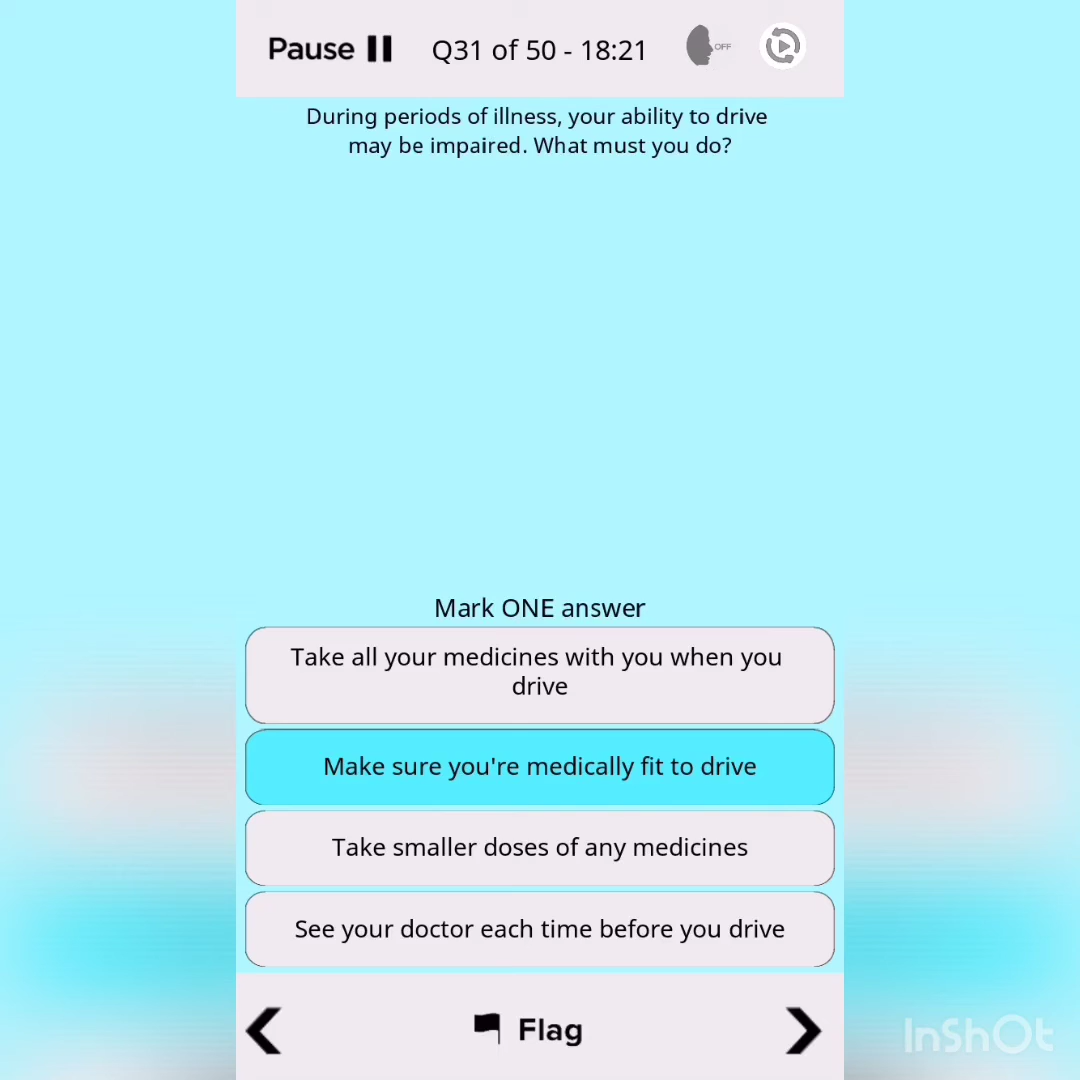 Pause
Q31 of 50 - 18:21
OFF
During periods of illness, your ability to drive
may be impaired. What must you do?
Mark ONE answer
Take all your medicines with you when you
drive
Make sure you're medically fit to drive
Take smaller doses of any medicines
See your doctor each time before you drive
Flag
InShOt